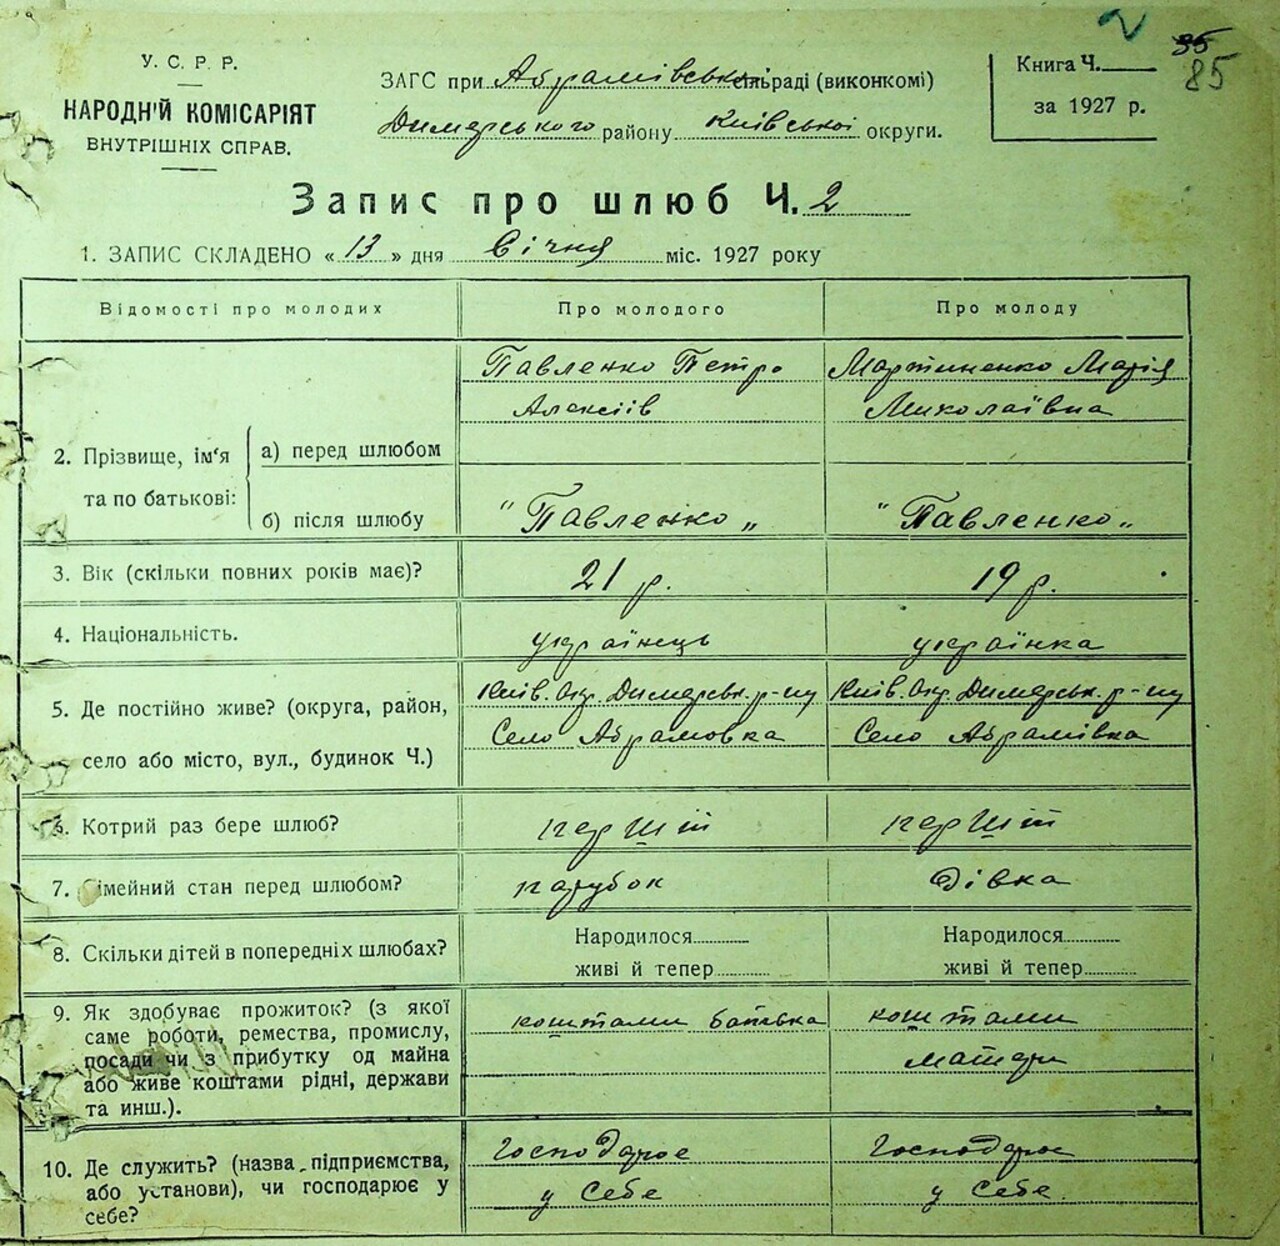 2
35
85
У. С. Р. Р.
НАРОДНІЙ КОМІСАРІЯТ
ВНУТРІШНІХ СПРАВ.
ЗАГС при Абрамівській сільраді (виконкомі)
Димерського району Київської округи.
Книга Ч.
за 1927 р.
Запис про шлюб Ч. 2
1. ЗАПИС СКЛАДЕНО « 13 » дня Січня міс. 1927 року
Відомості про молодих
Про молодого
Про молоду
2. Прізвище, ім'я
та по батькові:
а) перед шлюбом
Павленко Петро
Алексіїв
Мартиненко Марія
Миколаївна
б) після шлюбу
"Павленко"
"Павленко"
3. Вік (скільки повних років має)?
21 р.
19 р.
4. Національність.
українець
українка
5. Де постійно живе? (округа, район,
село або місто, вул., будинок Ч.)
Київ. Окр. Димерськ. р-ну
Село Абрамовка
Київ. Окр. Димерськ. р-ну
Село Абрамівка
6. Котрий раз бере шлюб?
перший
перший
7. Сімейний стан перед шлюбом?
парубок
дівка
8. Скільки дітей в попередніх шлюбах?
Народилося
живі й тепер
Народилося
живі й тепер
9. Як здобуває прожиток? (з якої
саме роботи, ремества, промислу,
посади чи з прибутку од майна
або живе коштами рідні, держави
та инш.).
коштами батька
коштами
матери
10. Де служить? (назва підприємства,
або установи), чи господарює у
себе?
Господарює
у себе
Господарює
у себе